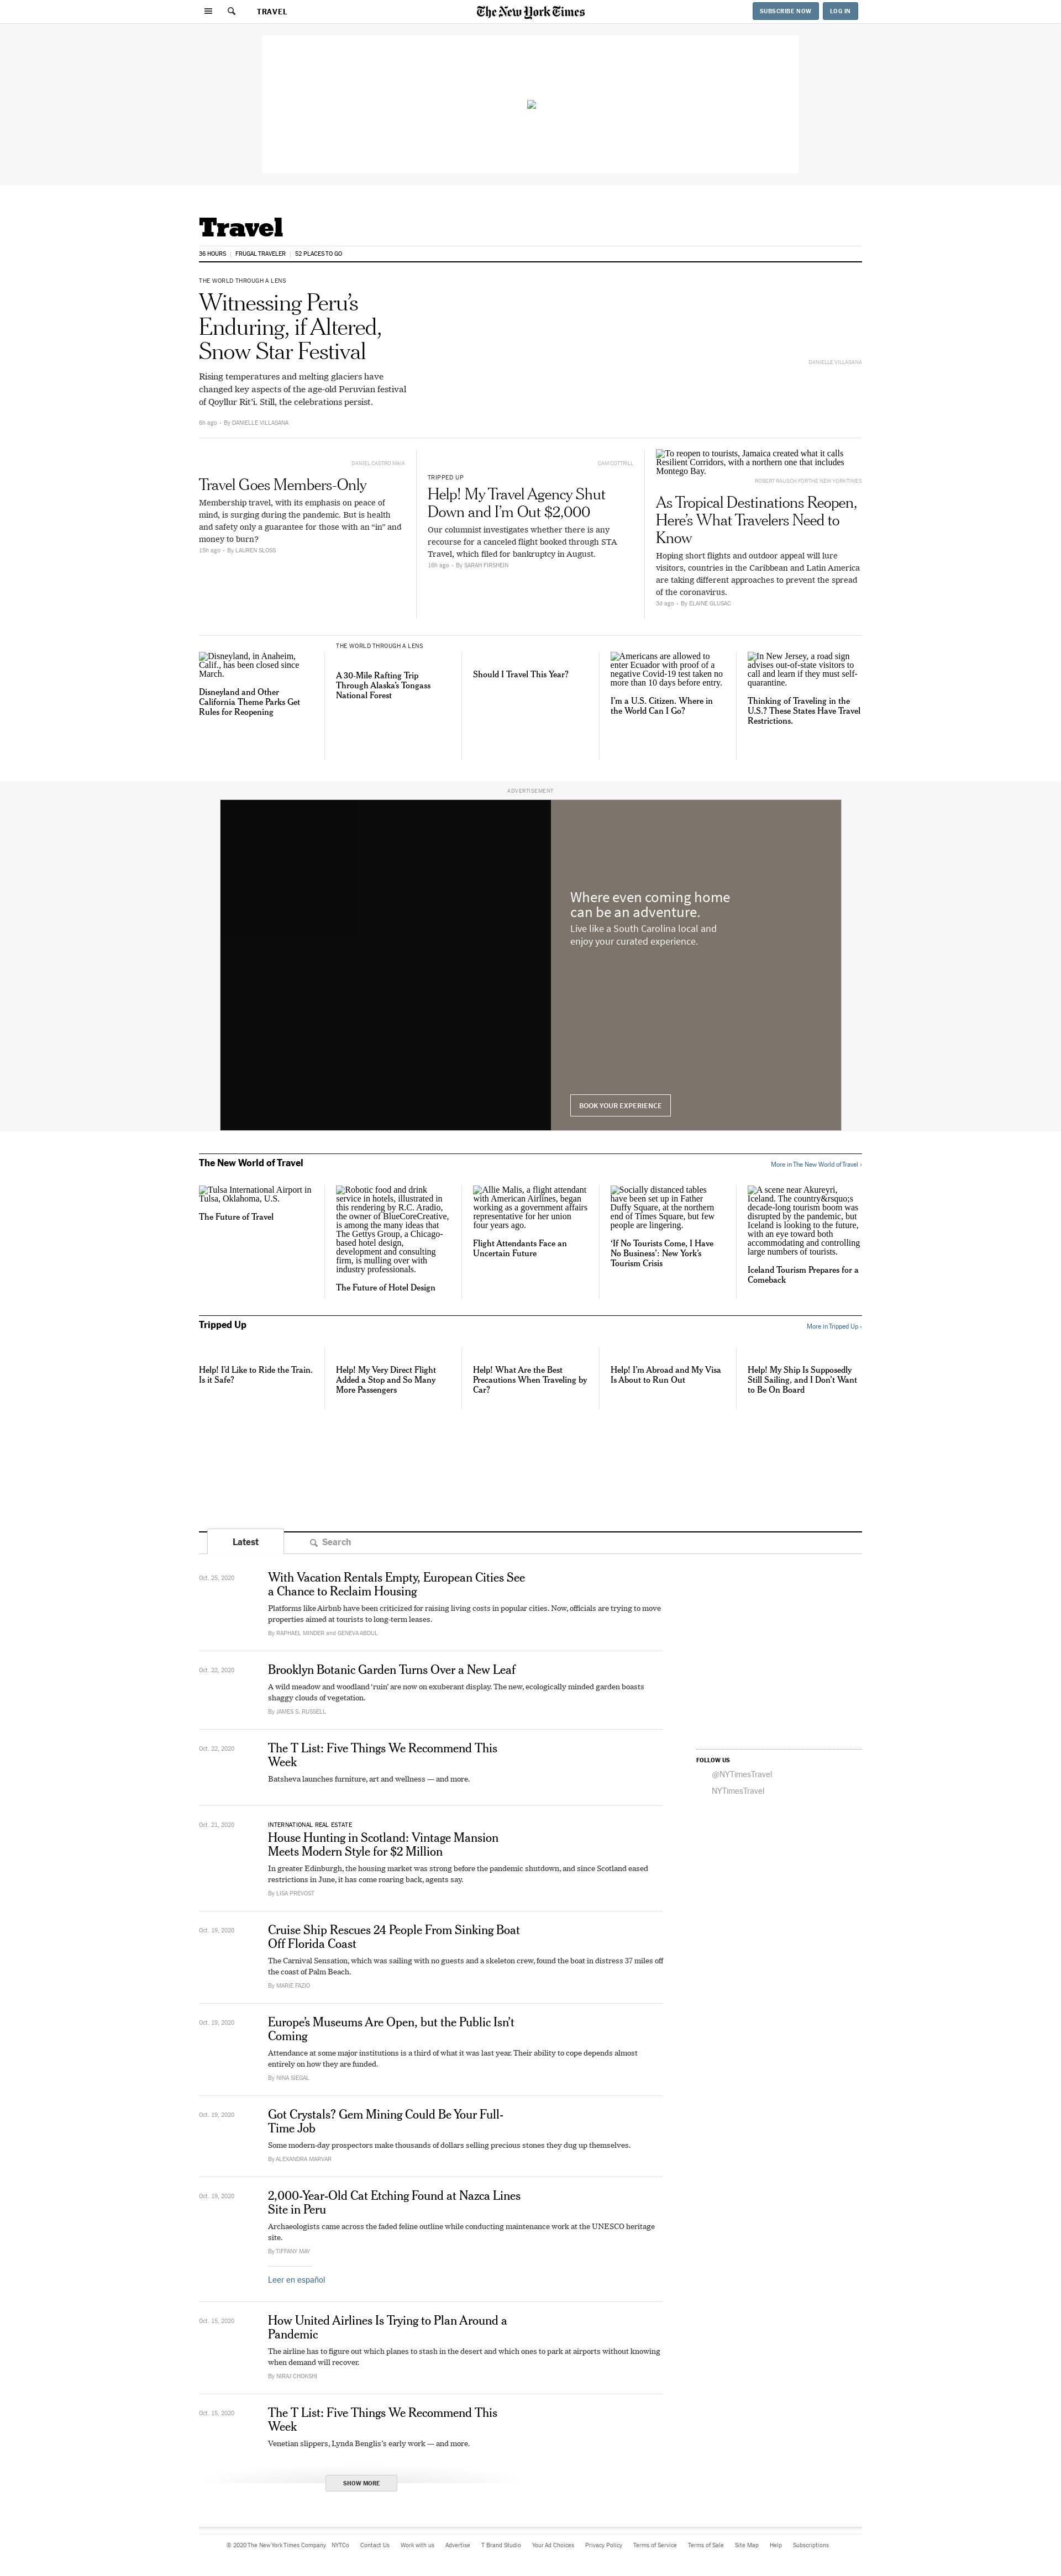 TRAVEL
The New York Times
SUBSCRIBE NOW
LOG IN
Travel
36 HOURS
FRUGAL TRAVELER
52 PLACES TO GO
THE WORLD THROUGH A LENS
Witnessing Peru’s
Enduring, if Altered,
Snow Star Festival
Rising temperatures and melting glaciers have
changed key aspects of the age-old Peruvian festival
of Qoyllur Rit’i. Still, the celebrations persist.
6h ago • By DANIELLE VILLASANA
DANIELLE VILLASANA
DANIEL CASTRO MAIA
Travel Goes Members-Only
Membership travel, with its emphasis on peace of
mind, is surging during the pandemic. But is health
and safety only a guarantee for those with an “in” and
money to burn?
15h ago • By LAUREN SLOSS
CAM COTTRILL
TRIPPED UP
Help! My Travel Agency Shut
Down and I’m Out $2,000
Our columnist investigates whether there is any
recourse for a canceled flight booked through STA
Travel, which filed for bankruptcy in August.
16h ago • By SARAH FIRSHEIN
To reopen to tourists, Jamaica created what it calls
Resilient Corridors, with a northern one that includes
Montego Bay.
ROBERT RAUSCH FOR THE NEW YORK TIMES
As Tropical Destinations Reopen,
Here’s What Travelers Need to
Know
Hoping short flights and outdoor appeal will lure
visitors, countries in the Caribbean and Latin America
are taking different approaches to prevent the spread
of the coronavirus.
3d ago • By ELAINE GLUSAC
Disneyland, in Anaheim,
Calif., has been closed since
March.
Disneyland and Other
California Theme Parks Get
Rules for Reopening
THE WORLD THROUGH A LENS
A 30-Mile Rafting Trip
Through Alaska’s Tongass
National Forest
Should I Travel This Year?
Americans are allowed to
enter Ecuador with proof of a
negative Covid-19 test taken no
more than 10 days before entry.
I’m a U.S. Citizen. Where in
the World Can I Go?
In New Jersey, a road sign
advises out-of-state visitors to
call and learn if they must self-
quarantine.
Thinking of Traveling in the
U.S.? These States Have Travel
Restrictions.
ADVERTISEMENT
Where even coming home
can be an adventure.
Live like a South Carolina local and
enjoy your curated experience.
BOOK YOUR EXPERIENCE
The New World of Travel
More in The New World of Travel ›
Tulsa International Airport in
Tulsa, Oklahoma, U.S.
The Future of Travel
Robotic food and drink
service in hotels, illustrated in
this rendering by R.C. Aradio,
the owner of BlueCoreCreative,
is among the many ideas that
The Gettys Group, a Chicago-
based hotel design,
development and consulting
firm, is mulling over with
industry professionals.
The Future of Hotel Design
Allie Malis, a flight attendant
with American Airlines, began
working as a government affairs
representative for her union
four years ago.
Flight Attendants Face an
Uncertain Future
Socially distanced tables
have been set up in Father
Duffy Square, at the northern
end of Times Square, but few
people are lingering.
‘If No Tourists Come, I Have
No Business’: New York’s
Tourism Crisis
A scene near Akureyri,
Iceland. The country&rsquo;s
decade-long tourism boom was
disrupted by the pandemic, but
Iceland is looking to the future,
with an eye toward both
accommodating and controlling
large numbers of tourists.
Iceland Tourism Prepares for a
Comeback
Tripped Up
More in Tripped Up ›
Help! I’d Like to Ride the Train.
Is it Safe?
Help! My Very Direct Flight
Added a Stop and So Many
More Passengers
Help! What Are the Best
Precautions When Traveling by
Car?
Help! I’m Abroad and My Visa
Is About to Run Out
Help! My Ship Is Supposedly
Still Sailing, and I Don’t Want
to Be On Board
Latest
Search
Oct. 25, 2020
With Vacation Rentals Empty, European Cities See
a Chance to Reclaim Housing
Platforms like Airbnb have been criticized for raising living costs in popular cities. Now, officials are trying to move
properties aimed at tourists to long-term leases.
By RAPHAEL MINDER and GENEVA ABDUL
Oct. 22, 2020
Brooklyn Botanic Garden Turns Over a New Leaf
A wild meadow and woodland ‘ruin’ are now on exuberant display. The new, ecologically minded garden boasts
shaggy clouds of vegetation.
By JAMES S. RUSSELL
Oct. 22, 2020
The T List: Five Things We Recommend This
Week
Batsheva launches furniture, art and wellness — and more.
Oct. 21, 2020
INTERNATIONAL REAL ESTATE
House Hunting in Scotland: Vintage Mansion
Meets Modern Style for $2 Million
In greater Edinburgh, the housing market was strong before the pandemic shutdown, and since Scotland eased
restrictions in June, it has come roaring back, agents say.
By LISA PREVOST
Oct. 19, 2020
Cruise Ship Rescues 24 People From Sinking Boat
Off Florida Coast
The Carnival Sensation, which was sailing with no guests and a skeleton crew, found the boat in distress 37 miles off
the coast of Palm Beach.
By MARIE FAZIO
Oct. 19, 2020
Europe’s Museums Are Open, but the Public Isn’t
Coming
Attendance at some major institutions is a third of what it was last year. Their ability to cope depends almost
entirely on how they are funded.
By NINA SIEGAL
Oct. 19, 2020
Got Crystals? Gem Mining Could Be Your Full-
Time Job
Some modern-day prospectors make thousands of dollars selling precious stones they dug up themselves.
By ALEXANDRA MARVAR
Oct. 19, 2020
2,000-Year-Old Cat Etching Found at Nazca Lines
Site in Peru
Archaeologists came across the faded feline outline while conducting maintenance work at the UNESCO heritage
site.
By TIFFANY MAY
Leer en español
Oct. 15, 2020
How United Airlines Is Trying to Plan Around a
Pandemic
The airline has to figure out which planes to stash in the desert and which ones to park at airports without knowing
when demand will recover.
By NIRAJ CHOKSHI
Oct. 15, 2020
The T List: Five Things We Recommend This
Week
Venetian slippers, Lynda Benglis’s early work — and more.
SHOW MORE
FOLLOW US
@NYTimesTravel
NYTimesTravel
© 2020 The New York Times Company
NYTCo
Contact Us
Work with us
Advertise
T Brand Studio
Your Ad Choices
Privacy Policy
Terms of Service
Terms of Sale
Site Map
Help
Subscriptions